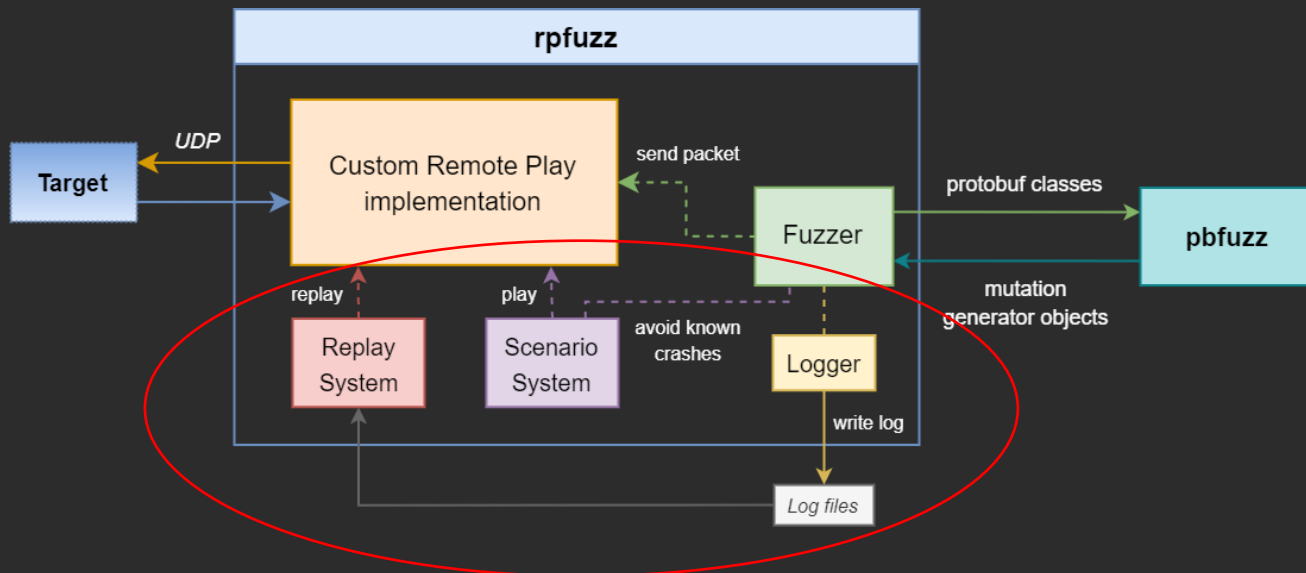 rpfuzz
Target
UDP
Custom Remote Play
implementation
send packet
Fuzzer
protobuf classes
pbfuzz
mutation
generator objects
replay
play
avoid known
crashes
Replay
System
Scenario
System
Logger
write log
Log files